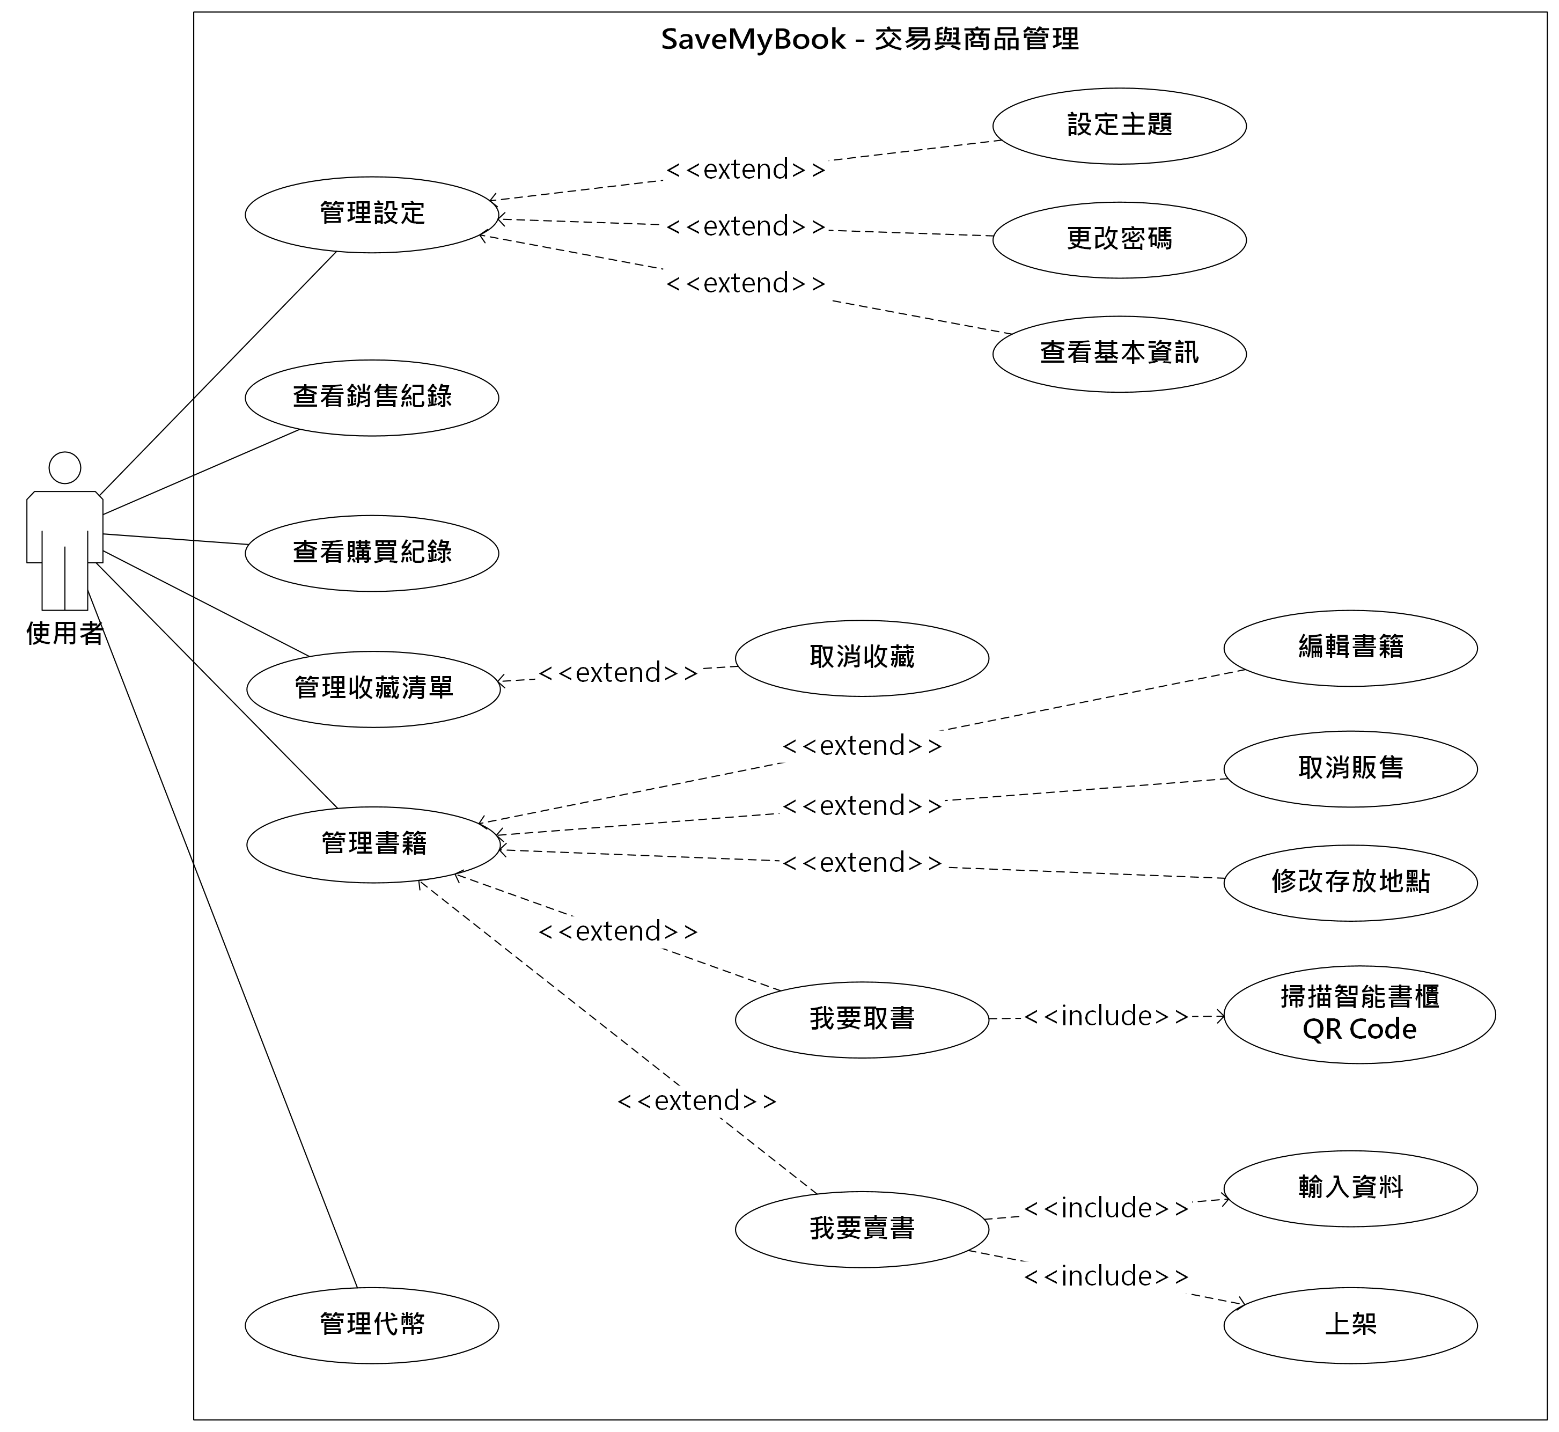 SaveMyBook - 交易與商品管理
設定主題
<<extend>>
管理設定
<<extend>>
更改密碼
<<extend>>
查看基本資訊
查看銷售紀錄
查看購買紀錄
使用者
管理收藏清單
<<extend>>
取消收藏
編輯書籍
<<extend>>
取消販售
<<extend>>
管理書籍
<<extend>>
修改存放地點
<<extend>>
我要取書
<<include>>
掃描智能書櫃
QR Code
<<extend>>
我要賣書
<<include>>
輸入資料
<<include>>
上架
管理代幣